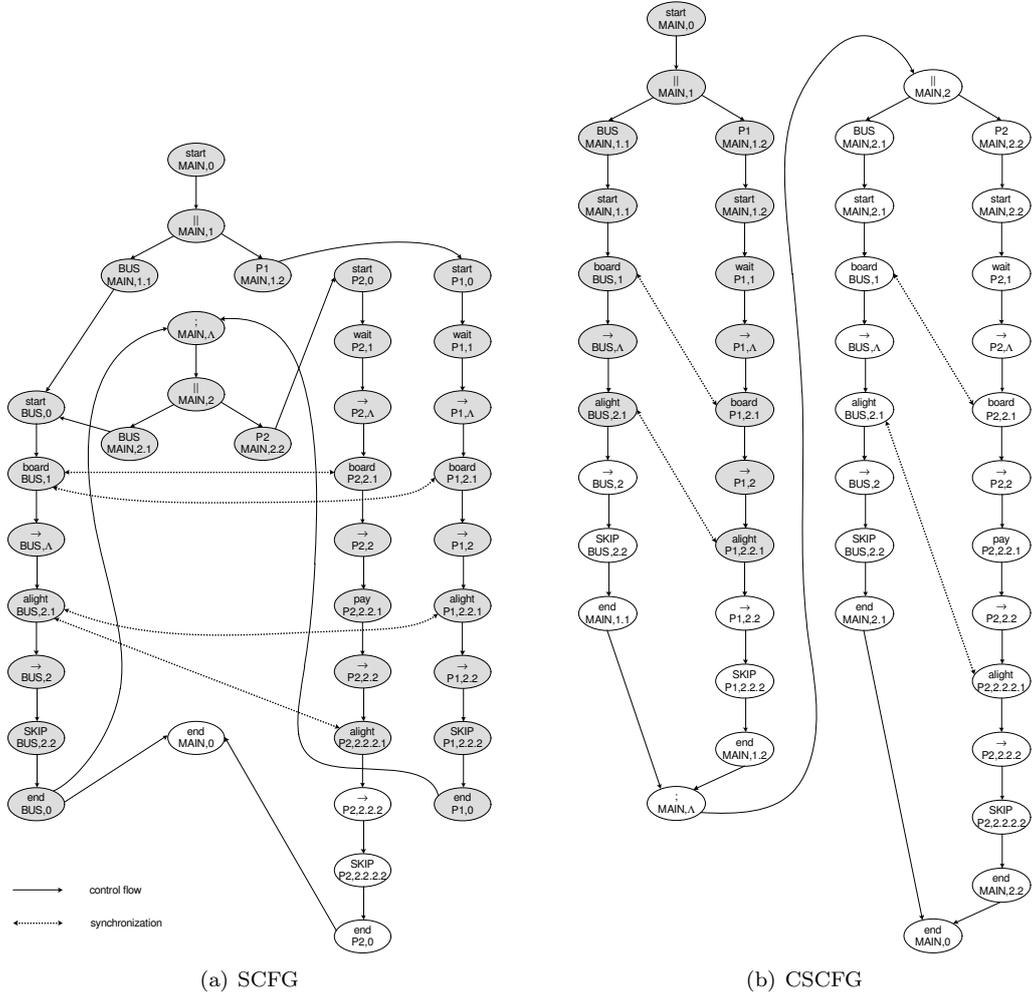 start
MAIN,0
||
MAIN,1
BUS
MAIN,1.1
P1
MAIN,1.2
;
MAIN,Λ
||
MAIN,2
BUS
MAIN,2.1
P2
MAIN,2.2
start
BUS,0
board
BUS,1
→
BUS,Λ
alight
BUS,2.1
→
BUS,2
SKIP
BUS,2.2
end
BUS,0
end
MAIN,0
start
P2,0
wait
P2,1
→
P2,Λ
board
P2,2.1
→
P2,2
pay
P2,2.2.1
→
P2,2.2
alight
P2,2.2.2.1
→
P2,2.2.2
SKIP
P2,2.2.2.2
end
P2,0
start
P1,0
wait
P1,1
→
P1,Λ
board
P1,2.1
→
P1,2
alight
P1,2.2.1
→
P1,2.2
SKIP
P1,2.2.2
end
P1,0
control flow
synchronization
(a) SCFG
start
MAIN,0
||
MAIN,1
BUS
MAIN,1.1
start
MAIN,1.1
board
BUS,1
→
BUS,Λ
alight
BUS,2.1
→
BUS,2
SKIP
BUS,2.2
end
MAIN,1.1
P1
MAIN,1.2
start
MAIN,1.2
wait
P1,1
→
P1,Λ
board
P1,2.1
→
P1,2
alight
P1,2.2.1
→
P1,2.2
SKIP
P1,2.2.2
end
MAIN,1.2
;
MAIN,Λ
||
MAIN,2
BUS
MAIN,2.1
start
MAIN,2.1
board
BUS,1
→
BUS,Λ
alight
BUS,2.1
→
BUS,2
SKIP
BUS,2.2
end
MAIN,2.1
P2
MAIN,2.2
start
MAIN,2.2
wait
P2,1
→
P2,Λ
board
P2,2.1
→
P2,2
pay
P2,2.2.1
→
P2,2.2
alight
P2,2.2.2.1
→
P2,2.2.2
SKIP
P2,2.2.2.2
end
MAIN,2.2
end
MAIN,0
(b) CSCFG